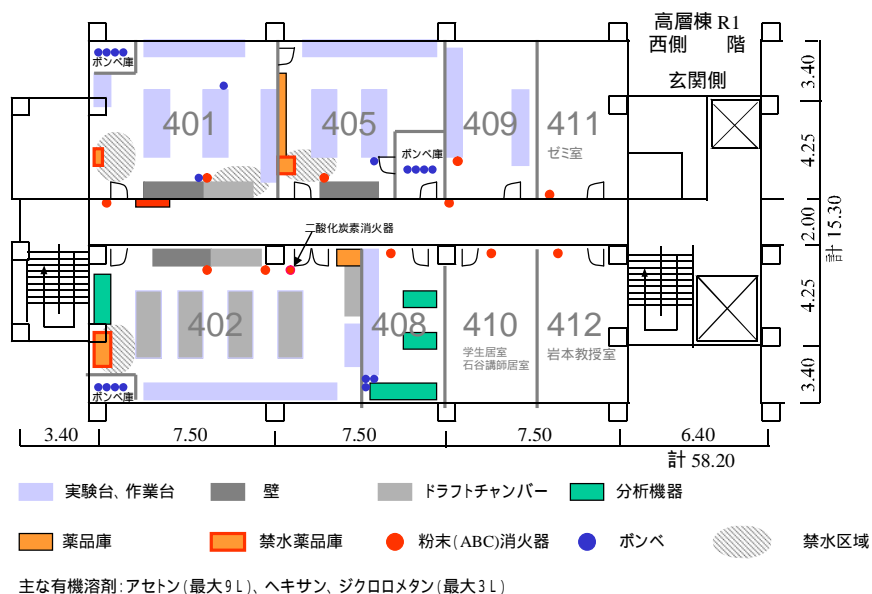 高層棟 R1
西側 階
玄関側
ボンベ庫
401
405
409
411
ゼミ室
ボンベ庫
二酸化炭素消火器
402
408
410
学生居室
石谷講師居室
412
岩本教授室
ボンベ庫
3.40
4.25
2.00
4.25
3.40
計 15.30
3.40
7.50
7.50
7.50
6.40
計 58.20
実験台、作業台
壁
ドラフトチャンバー
分析機器
薬品庫
禁水薬品庫
粉末(ABC)消火器
ボンベ
禁水区域
主な有機溶剤:アセトン(最大9L)、ヘキサン、ジクロロメタン(最大3L)